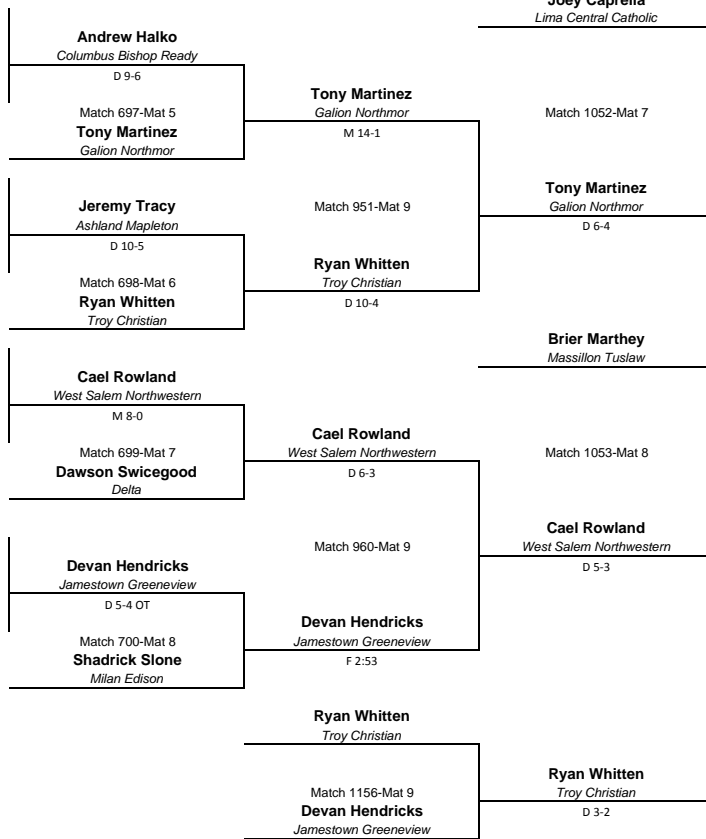 Joey Caprella
Lima Central Catholic
Andrew Halko
Columbus Bishop Ready
D 9-6
Match 697-Mat 5
Tony Martinez
Galion Northmor
Tony Martinez
Galion Northmor
M 14-1
Match 1052-Mat 7
Jeremy Tracy
Ashland Mapleton
D 10-5
Match 698-Mat 6
Ryan Whitten
Troy Christian
Match 951-Mat 9
Ryan Whitten
Troy Christian
D 10-4
Tony Martinez
Galion Northmor
D 6-4
Brier Marthey
Massillon Tuslaw
Cael Rowland
West Salem Northwestern
M 8-0
Match 699-Mat 7
Dawson Swicegood
Delta
Cael Rowland
West Salem Northwestern
D 6-3
Match 1053-Mat 8
Devan Hendricks
Jamestown Greeneview
D 5-4 OT
Match 700-Mat 8
Shadrick Slone
Milan Edison
Match 960-Mat 9
Devan Hendricks
Jamestown Greeneview
F 2:53
Cael Rowland
West Salem Northwestern
D 5-3
Ryan Whitten
Troy Christian
Match 1156-Mat 9
Devan Hendricks
Jamestown Greeneview
Ryan Whitten
Troy Christian
D 3-2